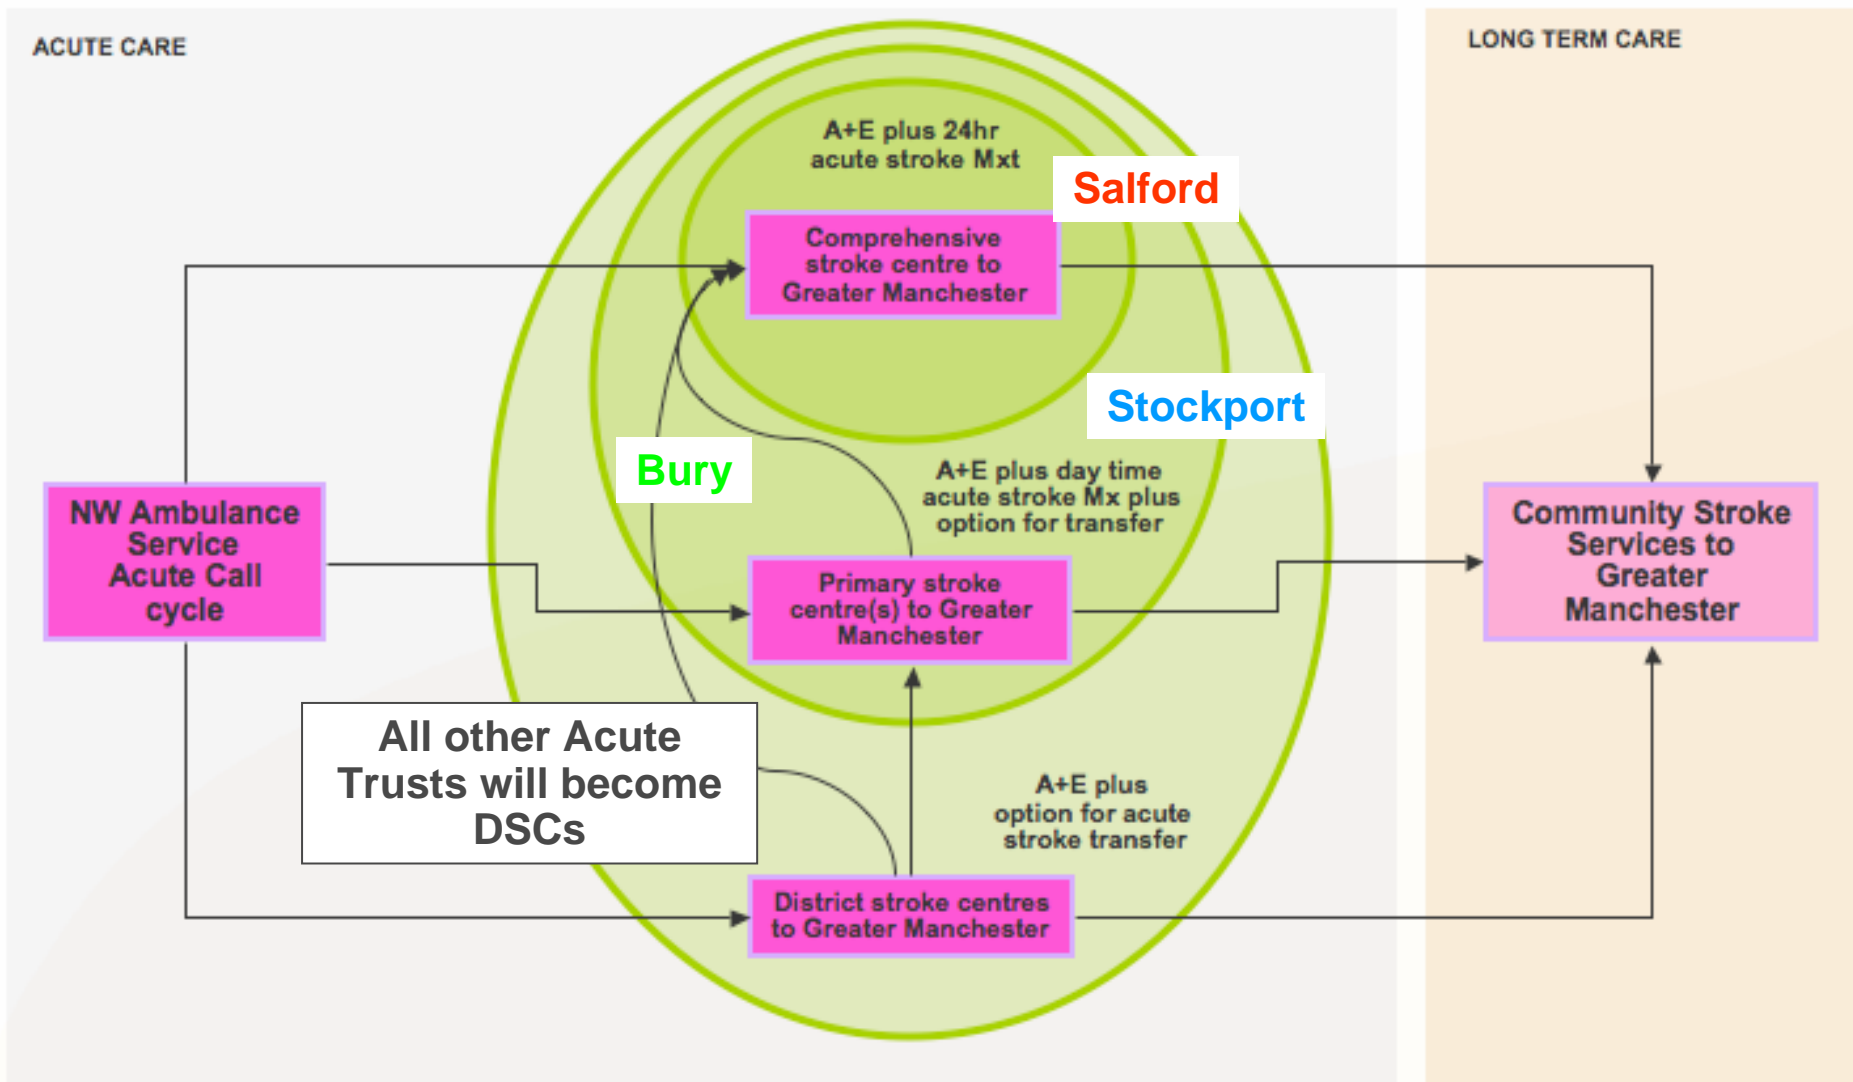 ACUTE CARE
LONG TERM CARE
A+E plus 24hr
acute stroke Mxt
Salford
Comprehensive
stroke centre to
Greater Manchester
Stockport
Bury
A+E plus day time
acute stroke Mx plus
option for transfer
NW Ambulance
Service
Acute Call
cycle
Community Stroke
Services to
Greater
Manchester
Primary stroke
centre(s) to Greater
Manchester
All other Acute
Trusts will become
DSCs
A+E plus
option for acute
stroke transfer
District stroke centres
to Greater Manchester